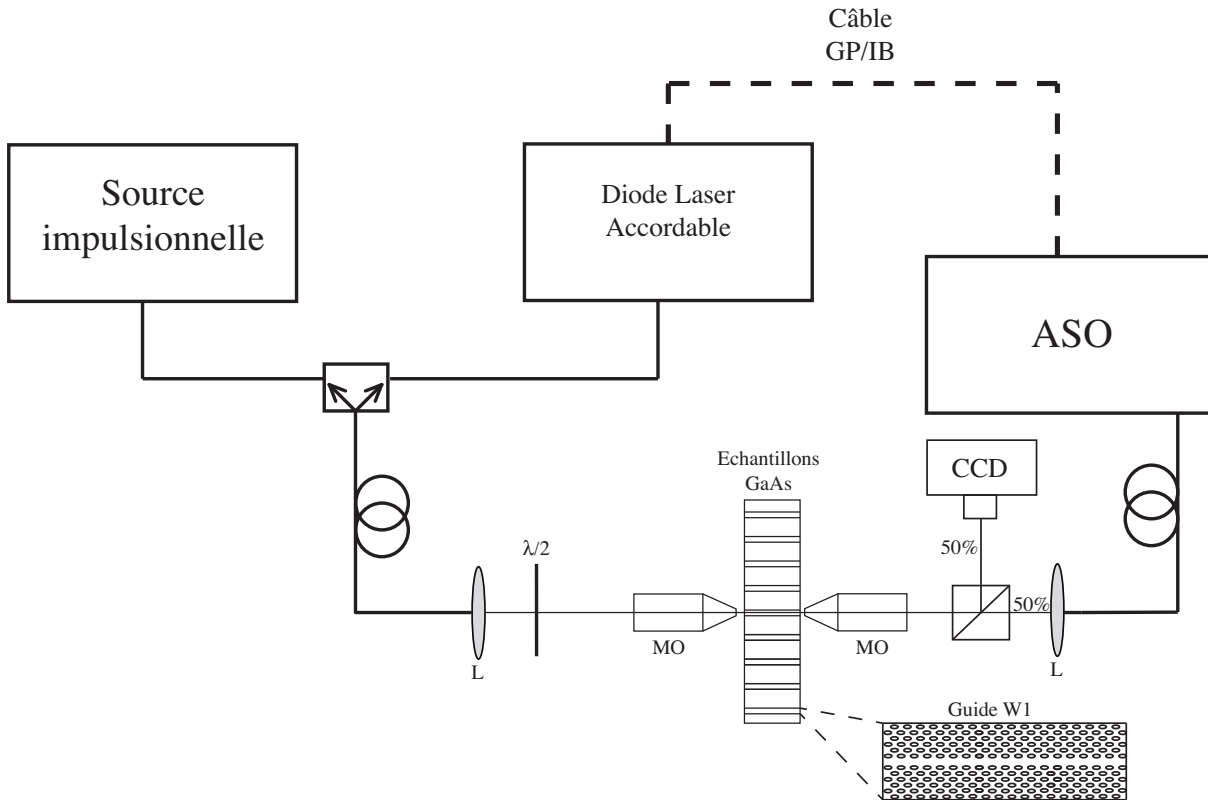 Câble
GP/IB
Source
impulsionnelle
Diode Laser
Accordable
ASO
Echantillons
GaAs
CCD
50%
λ/2
50%
MO
MO
L
L
Guide W1